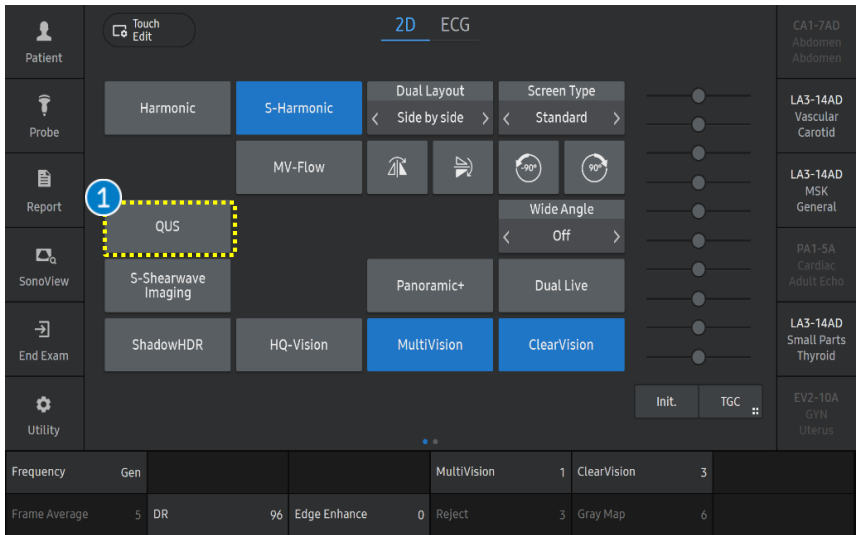 Touch
Edit
2D
ECG
Patient
Probe
Report
SonoView
End Exam
Utility
Harmonic
S-Harmonic
Dual Layout
Side by side
Screen Type
Standard
MV-Flow
-90°
90°
1
QUS
Wide Angle
Off
S-Shearwave
Imaging
Panoramic+
Dual Live
ShadowHDR
HQ-Vision
MultiVision
ClearVision
Init.
TGC
CA1-7AD
Abdomen
Abdomen
LA3-14AD
Vascular
Carotid
LA3-14AD
MSK
General
PA1-5A
Cardiac
Adult Echo
LA3-14AD
Small Parts
Thyroid
EV2-10A
GYN
Uterus
Frequency Gen
MultiVision 1
ClearVision 3
Frame Average 5
DR 96
Edge Enhance 0
Reject 3
Gray Map 6